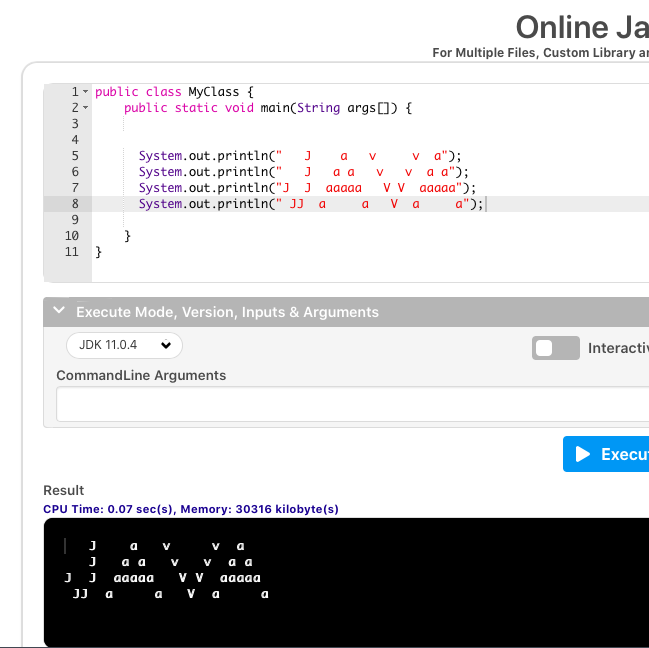 Online Ja
For Multiple Files, Custom Library an
1 public class MyClass {
2     public static void main(String args[]) {
3
4
5       System.out.println("   J    a   v     v  a");
6       System.out.println("   J   a a   v   v  a a");
7       System.out.println("J  J  aaaaa   V V  aaaaa");
8       System.out.println(" JJ  a     a   V  a     a");
9
10     }
11 }
Execute Mode, Version, Inputs & Arguments
JDK 11.0.4
Interactiv
CommandLine Arguments
Execu
Result
CPU Time: 0.07 sec(s), Memory: 30316 kilobyte(s)
   J    a   v     v  a
   J   a a   v   v  a a
J  J  aaaaa   V V  aaaaa
 JJ  a     a   V  a     a